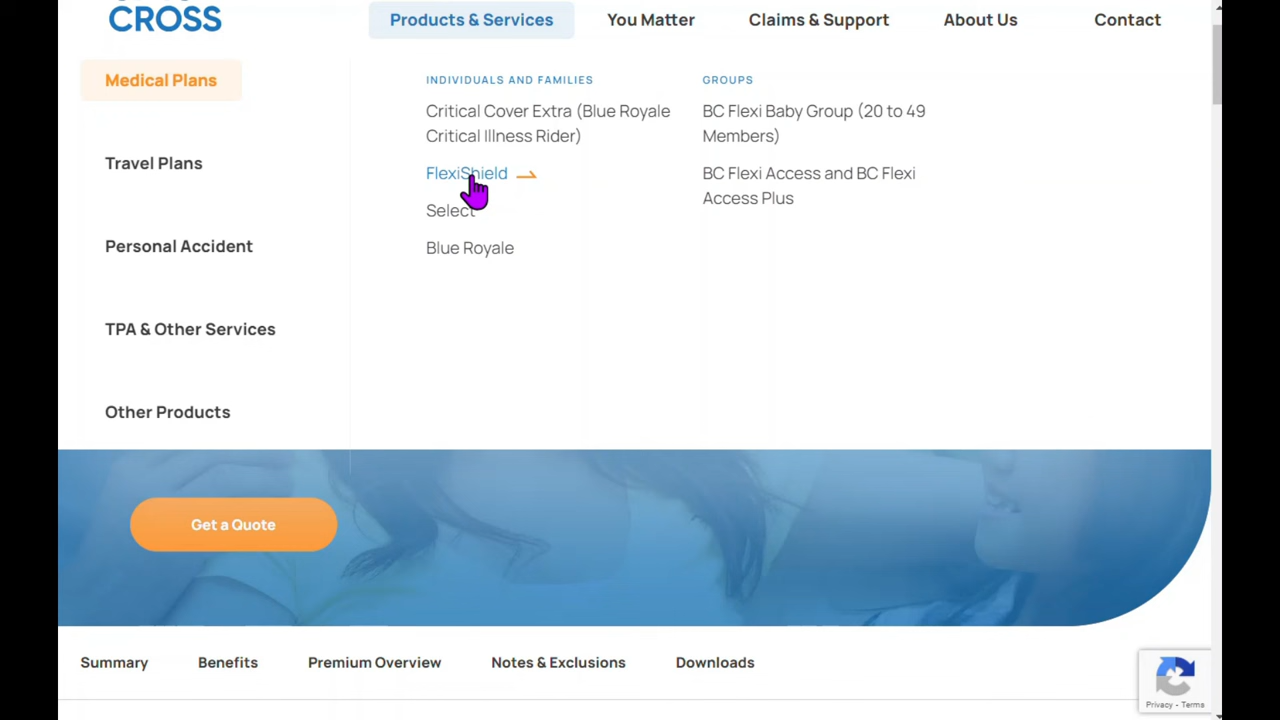 CROSS
Products & Services
You Matter
Claims & Support
About Us
Contact
Medical Plans
Travel Plans
Personal Accident
TPA & Other Services
Other Products
INDIVIDUALS AND FAMILIES
Critical Cover Extra (Blue Royale
Critical Illness Rider)
FlexiShield
Select
Blue Royale
GROUPS
BC Flexi Baby Group (20 to 49
Members)
BC Flexi Access and BC Flexi
Access Plus
Get a Quote
Summary
Benefits
Premium Overview
Notes & Exclusions
Downloads
Privacy - Terms